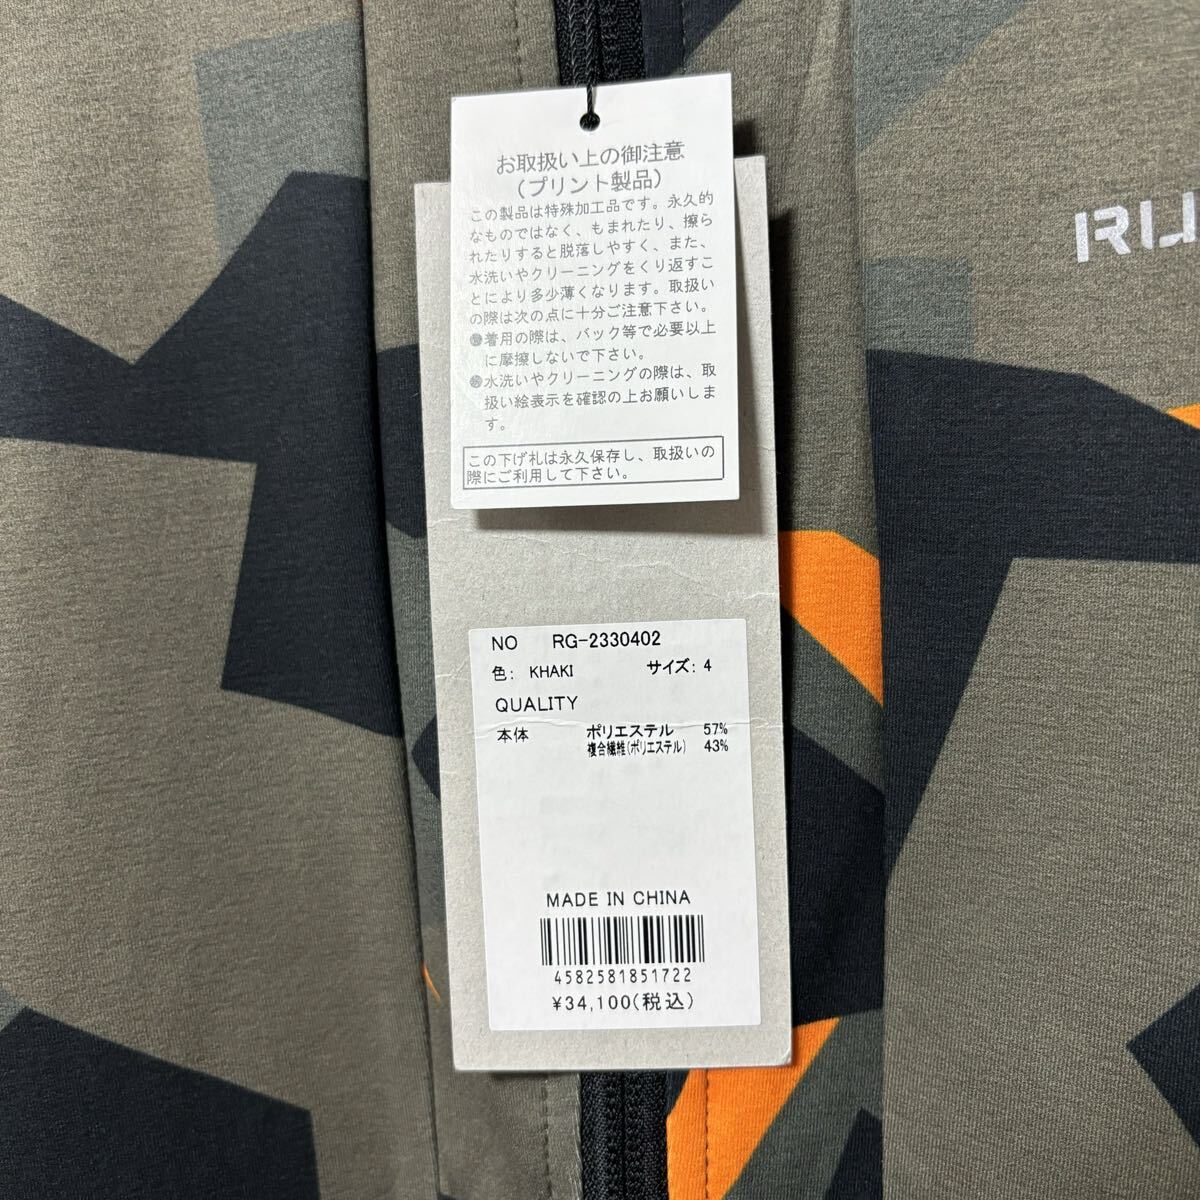 お取扱い上の御注意
（プリント製品）
この製品は特殊加工品です。永久的
なものではなく、もまれたり、擦ら
れたりすると脱落しやすく、また、
水洗いやクリーニングをくり返すこ
とにより多少薄くなります。取扱い
の際は次の点に十分ご注意下さい。
●着用の際は、バック等で必要以上
に摩擦しないで下さい。
●水洗いやクリーニングの際は、取
扱い絵表示を確認の上お願いしま
す。
この下げ札は永久保存し、取扱いの
際にご利用して下さい。
RU
NO RG-2330402
色: KHAKI サイズ: 4
QUALITY
本体 ポリエステル 57%
複合繊維(ポリエステル) 43%
MADE IN CHINA
4582581851722
¥34,100(税込)